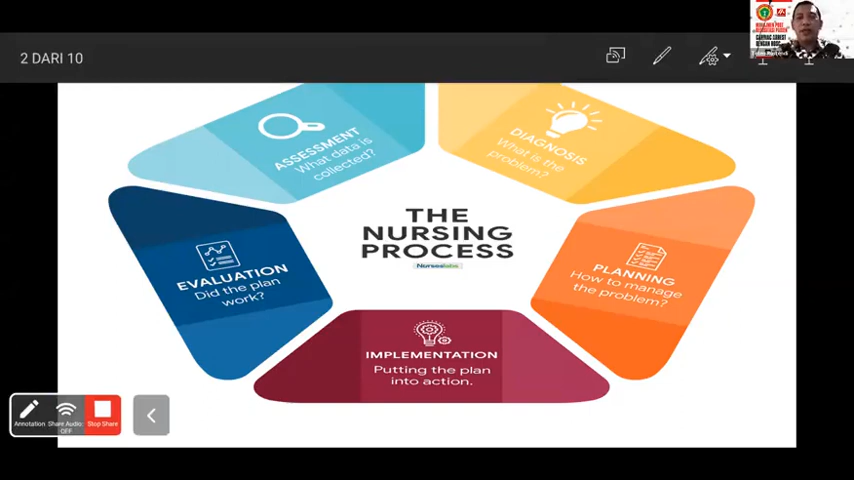 2 DARI 10
ASSESSMENT
What data is
collected?
DIAGNOSIS
What is the
problem?
THE
NURSING
PROCESS
Nurseslabs
EVALUATION
Did the plan
work?
PLANNING
How to manage
the problem?
IMPLEMENTATION
Putting the plan
into action.
Annotation
Share Audio:
OFF
Stop Share